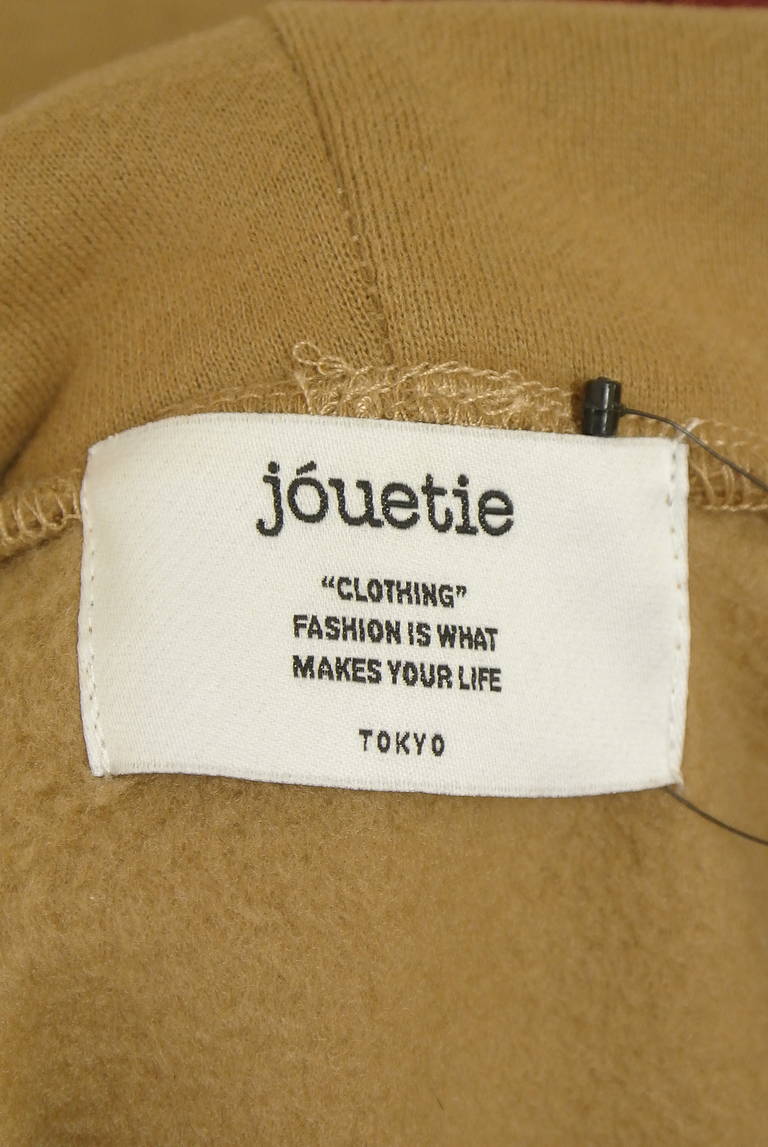 jóuetie
“CLOTHING”
FASHION IS WHAT
MAKES YOUR LIFE
TOKYO